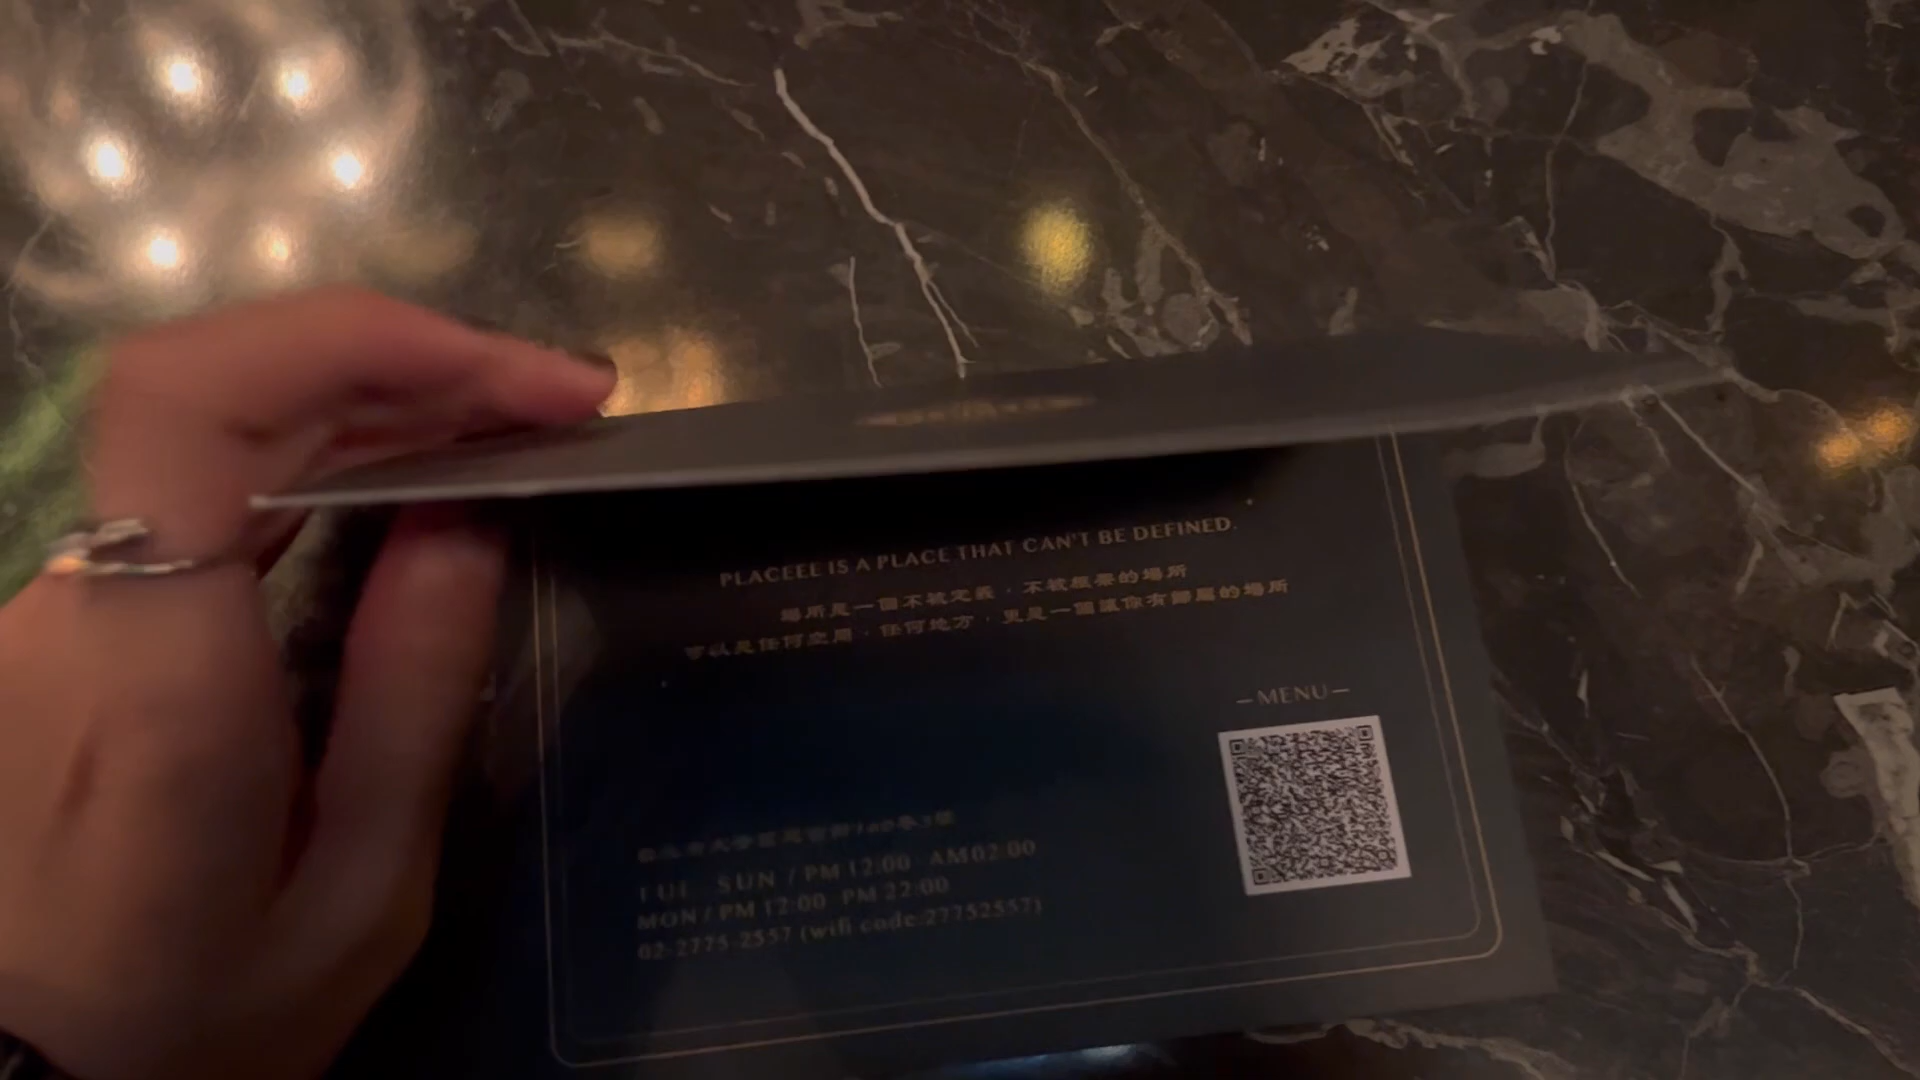 PLACEEE IS A PLACE THAT CAN'T BE DEFINED.
場所是一個不被定義，不被框架的場所
可以是任何空間，任何地方，更是一個讓你有歸屬的場所
—MENU—
TUE - SUN / PM 12:00 - AM 02:00
MON / PM 12:00 - PM 22:00
02-2775-2557 (wifi code:27752557)